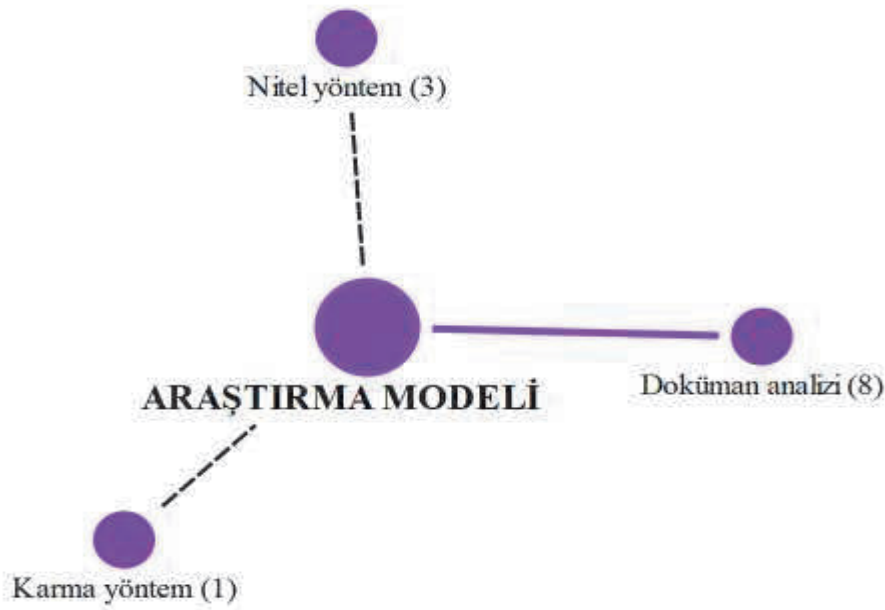 Nitel yöntem (3)
ARAŞTIRMA MODELİ
Doküman analizi (8)
Karma yöntem (1)